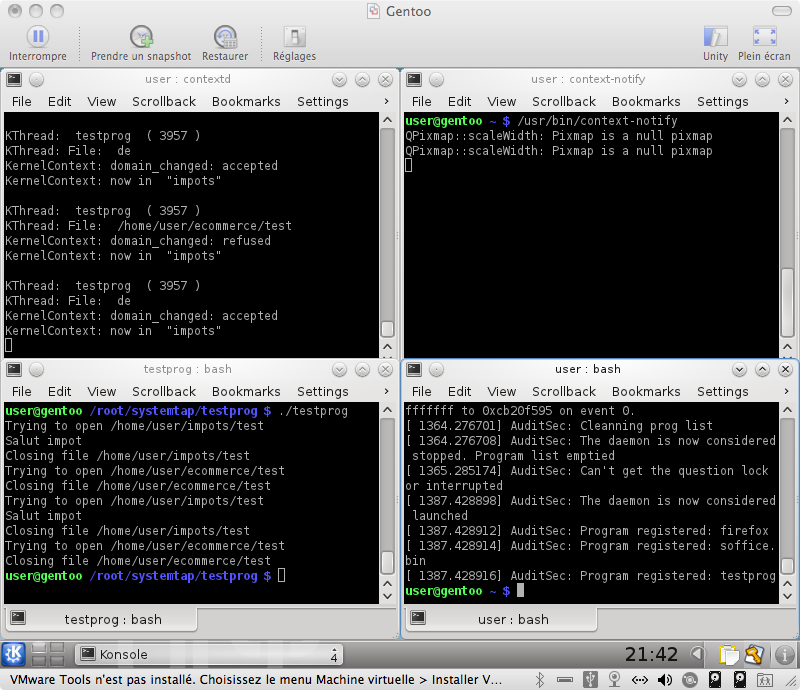 Gentoo
Interrompre
Prendre un snapshot
Restaurer
Réglages
Unity
Plein écran
user : contextd
File Edit View Scrollback Bookmarks Settings
KThread: testprog ( 3957 )
KThread: File: de
KernelContext: domain_changed: accepted
KernelContext: now in "impots"
KThread: testprog ( 3957 )
KThread: File: /home/user/ecommerce/test
KernelContext: domain_changed: refused
KernelContext: now in "impots"
KThread: testprog ( 3957 )
KThread: File: de
KernelContext: domain_changed: accepted
KernelContext: now in "impots"
user : context-notify
File Edit View Scrollback Bookmarks Settings
user@gentoo ~ $ /usr/bin/context-notify
QPixmap::scaleWidth: Pixmap is a null pixmap
QPixmap::scaleWidth: Pixmap is a null pixmap
testprog : bash
File Edit View Scrollback Bookmarks Settings
user@gentoo /root/systemtap/testprog $ ./testprog
Trying to open /home/user/impots/test
Salut impot
Closing file /home/user/impots/test
Trying to open /home/user/ecommerce/test
Closing file /home/user/ecommerce/test
Trying to open /home/user/impots/test
Salut impot
Closing file /home/user/impots/test
Trying to open /home/user/ecommerce/test
Closing file /home/user/ecommerce/test
user@gentoo /root/systemtap/testprog $
testprog : bash
user : bash
File Edit View Scrollback Bookmarks Settings
fffffff to 0xcb20f595 on event 0.
[ 1364.276701] AuditSec: Cleanning prog list
[ 1364.276708] AuditSec: The daemon is now considered
stopped. Program list emptied
[ 1365.285174] AuditSec: Can't get the question lock
or interrupted
[ 1387.428898] AuditSec: The daemon is now considered
launched
[ 1387.428912] AuditSec: Program registered: firefox
[ 1387.428914] AuditSec: Program registered: soffice.
bin
[ 1387.428916] AuditSec: Program registered: testprog
user@gentoo ~ $
user : bash
Konsole 4
21:42
VMware Tools n'est pas installé. Choisissez le menu Machine virtuelle > Installer V...